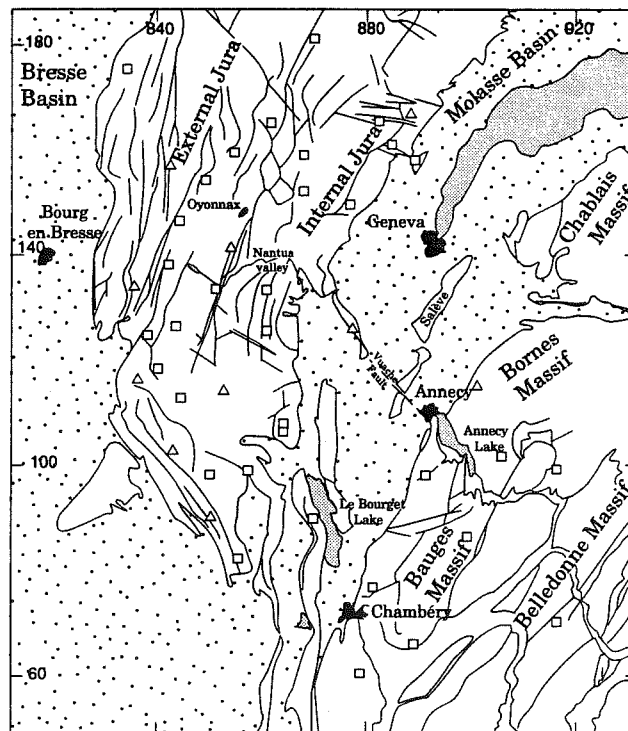 840
880
920
180
Bresse
Basin
External Jura
Internal Jura
Molasse Basin
Oyonnax
Bourg
en Bresse
Geneva
Chablais
Massif
140
Nantua
valley
Salève
Vuache
Fault
Bornes
Massif
Annecy
Annecy
Lake
100
Le Bourget
Lake
Bauges
Massif
Belledonne Massif
Chambéry
60